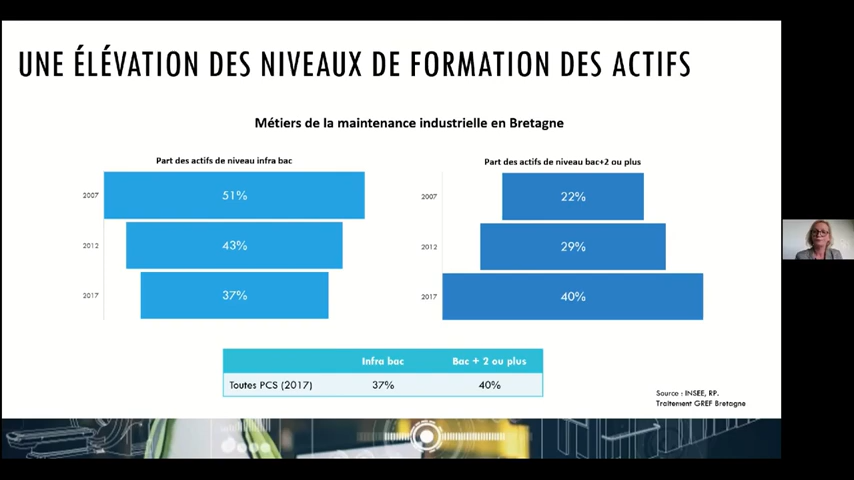 UNE ÉLÉVATION DES NIVEAUX DE FORMATION DES ACTIFS
Métiers de la maintenance industrielle en Bretagne
Part des actifs de niveau infra bac
2007 51%
2012 43%
2017 37%
Part des actifs de niveau bac+2 ou plus
2007 22%
2012 29%
2017 40%
Infra bac Bac + 2 ou plus
Toutes PCS (2017) 37% 40%
Source : INSEE, RP.
Traitement GREF Bretagne